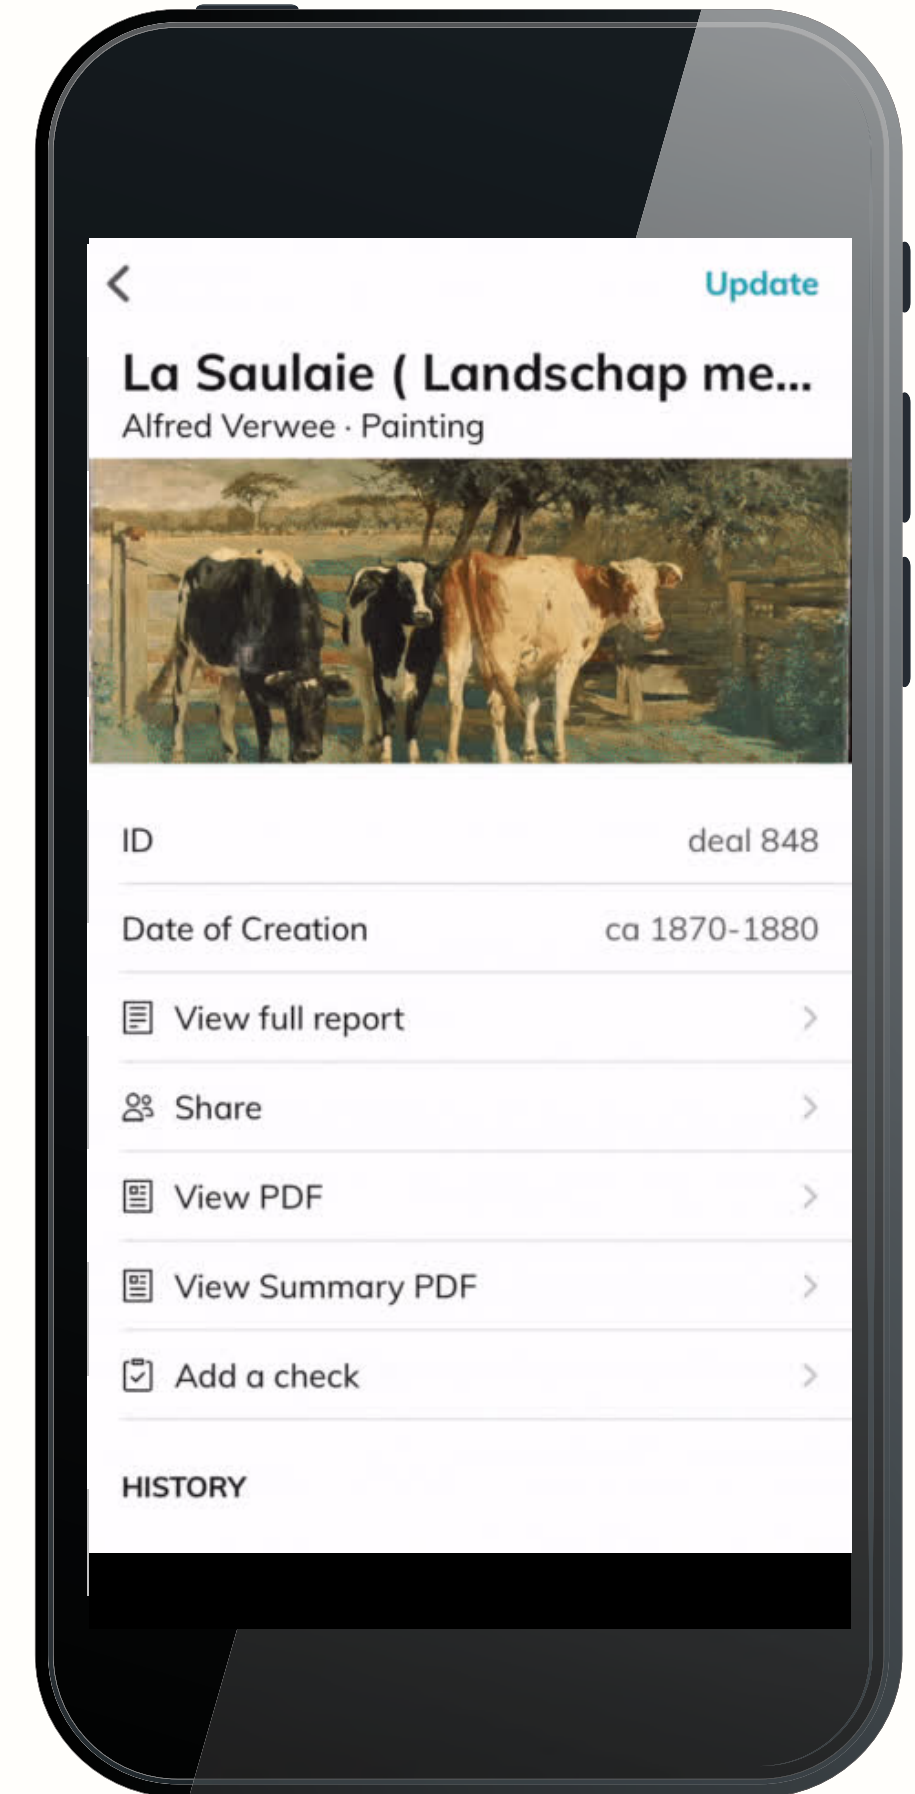 Update
La Saulaie ( Landschap me...
Alfred Verwee · Painting
ID deal 848
Date of Creation ca 1870-1880
View full report
Share
View PDF
View Summary PDF
Add a check
HISTORY